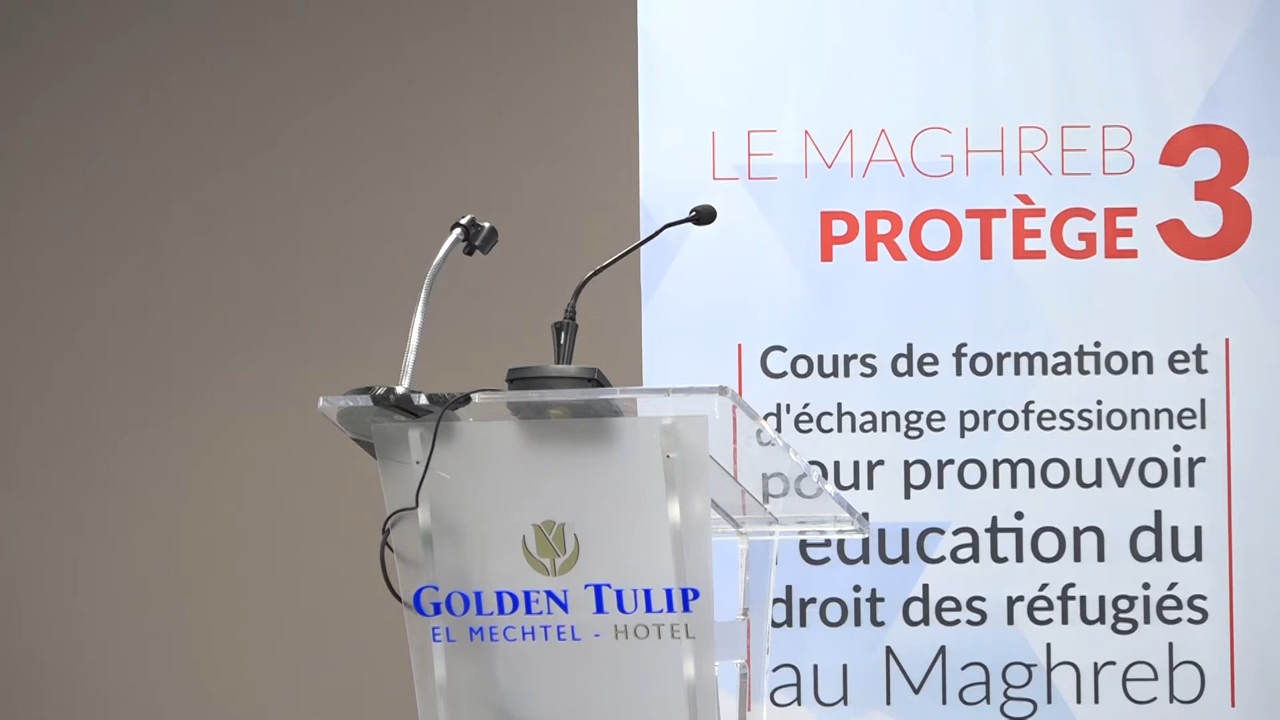 LE MAGHREB
PROTÈGE 3
Cours de formation et
d'échange professionnel
pour promouvoir
éducation du
droit des réfugiés
au Maghreb
GOLDEN TULIP
EL MECHTEL - HOTEL